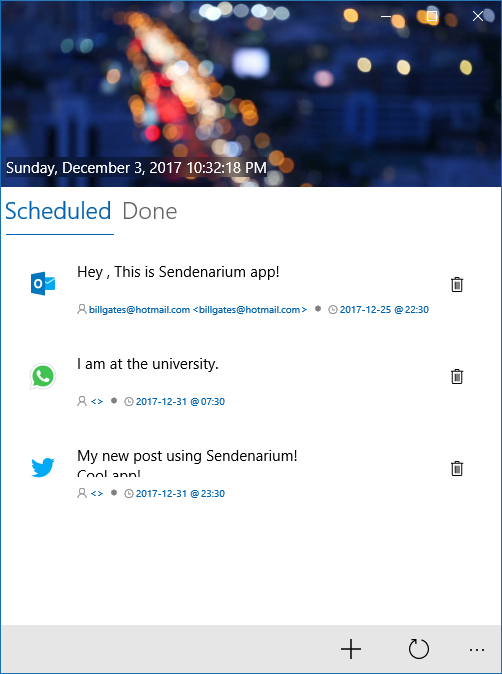 Sunday, December 3, 2017 10:32:18 PM
Scheduled Done
Hey , This is Sendenarium app!
billgates@hotmail.com <billgates@hotmail.com> ● 2017-12-25 @ 22:30
I am at the university.
<> ● 2017-12-31 @ 07:30
My new post using Sendenarium!
Cool app!
<> ● 2017-12-31 @ 23:30